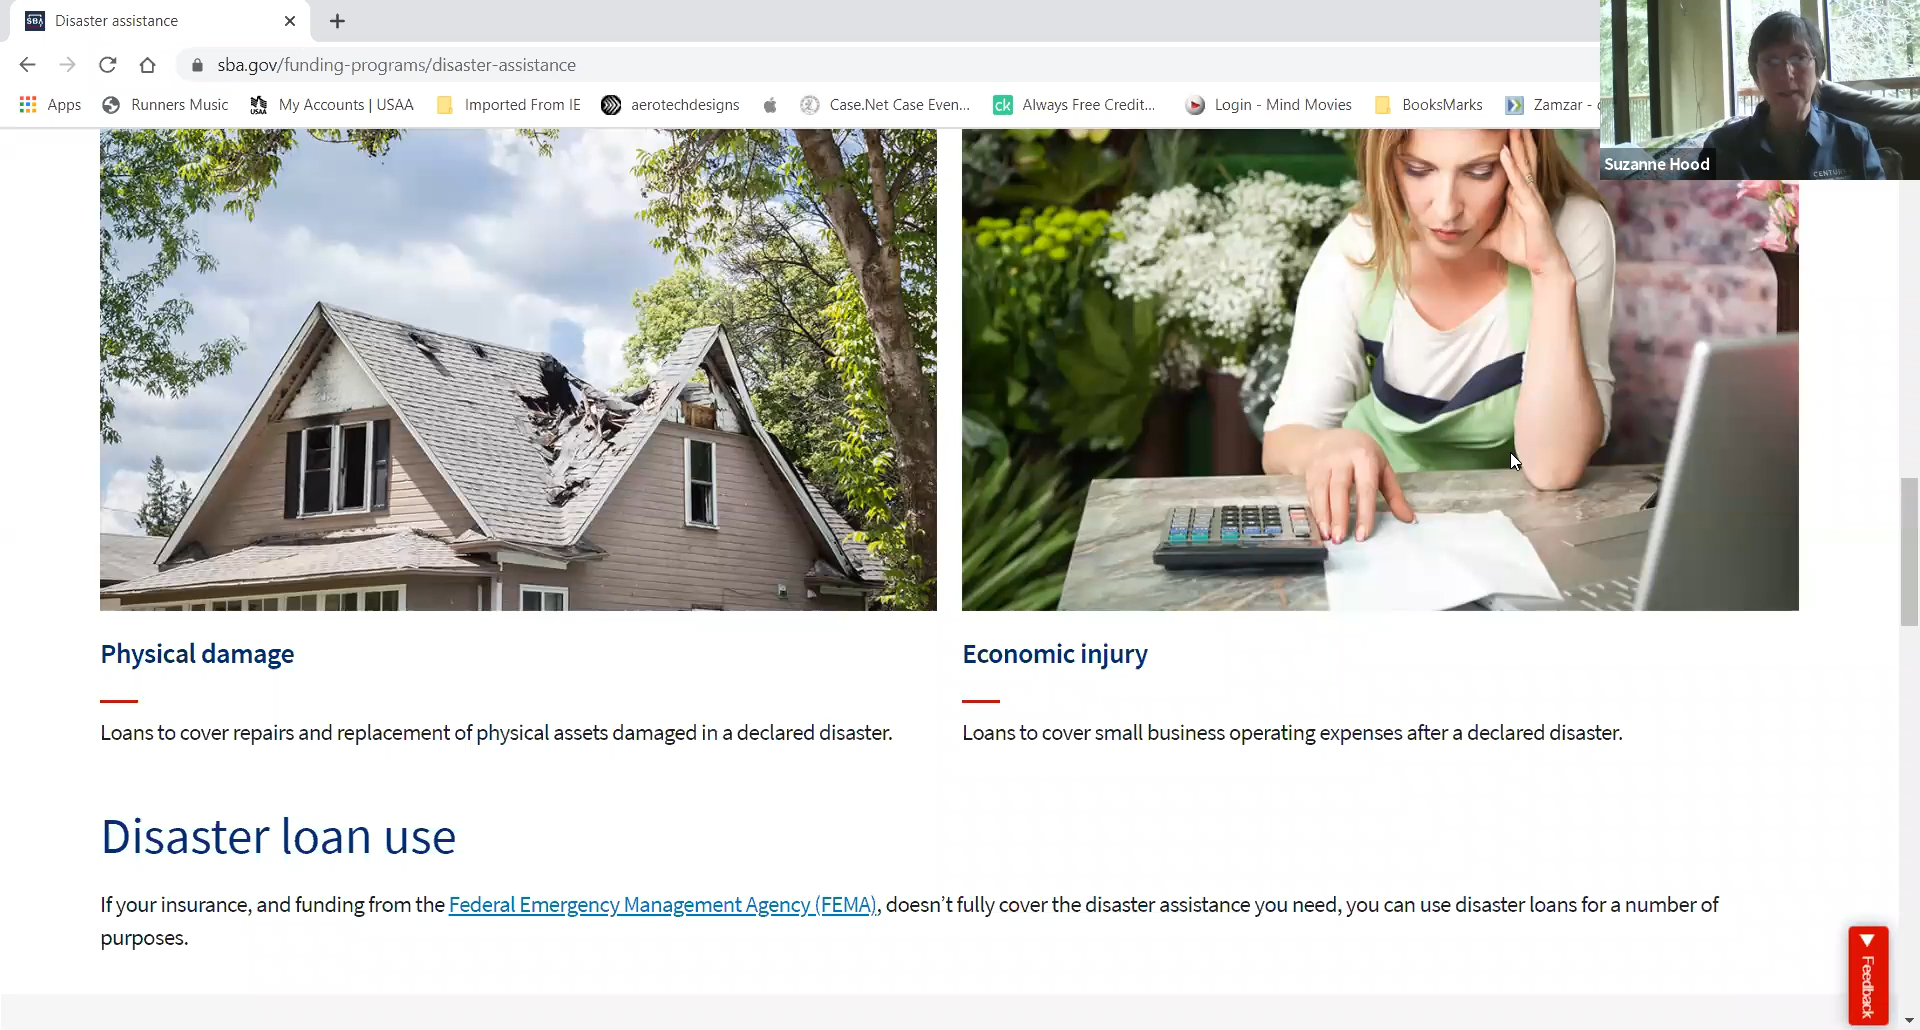 SBA Disaster assistance
sba.gov/funding-programs/disaster-assistance
Apps Runners Music USAA My Accounts | USAA Imported From IE aerotechdesigns Case.Net Case Even... ck Always Free Credit... Login - Mind Movies BooksMarks Zamzar -
CENTURY
Suzanne Hood
Physical damage
Loans to cover repairs and replacement of physical assets damaged in a declared disaster.
Economic injury
Loans to cover small business operating expenses after a declared disaster.
Disaster loan use
If your insurance, and funding from the Federal Emergency Management Agency (FEMA), doesn't fully cover the disaster assistance you need, you can use disaster loans for a number of
purposes.
Feedback